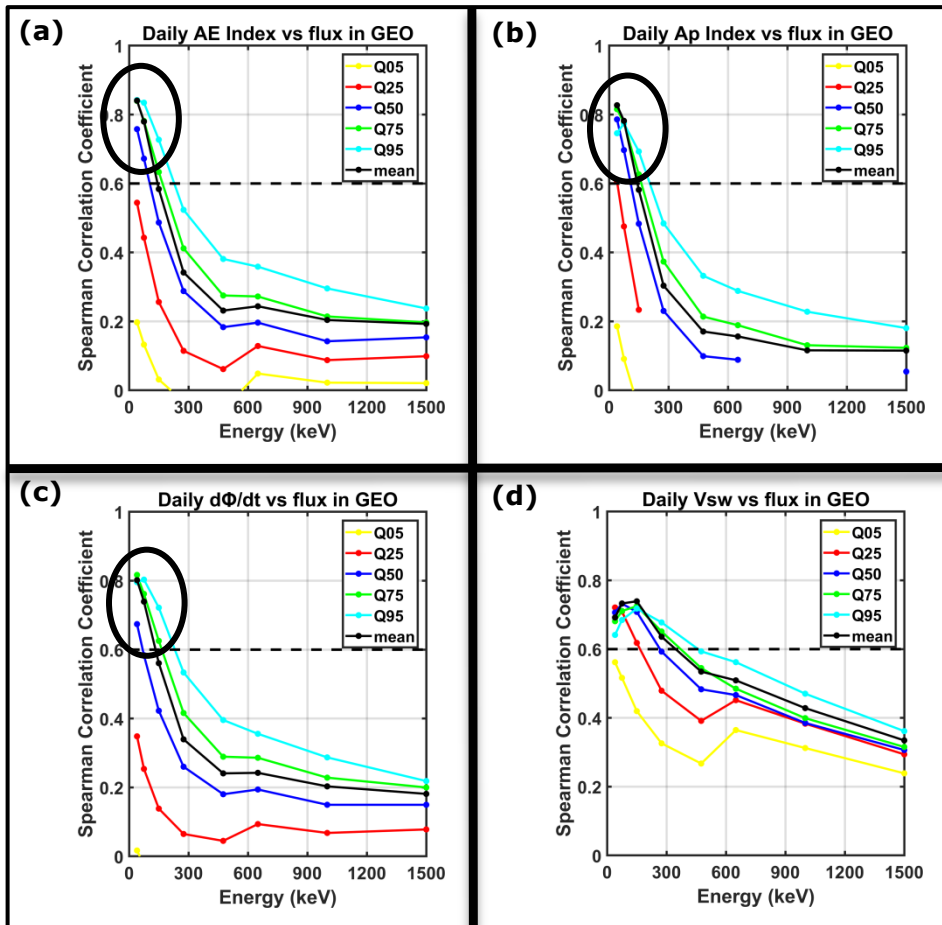 (a)
Daily AE Index vs flux in GEO
Spearman Correlation Coefficient
1
0.8
0.6
0.4
0.2
0
Q05
Q25
Q50
Q75
Q95
mean
0 300 600 900 1200 1500
Energy (keV)
(b)
Daily Ap Index vs flux in GEO
Spearman Correlation Coefficient
1
0.8
0.6
0.4
0.2
0
Q05
Q25
Q50
Q75
Q95
mean
0 300 600 900 1200 1500
Energy (keV)
(c)
Daily dΦ/dt vs flux in GEO
Spearman Correlation Coefficient
1
0.8
0.6
0.4
0.2
0
Q05
Q25
Q50
Q75
Q95
mean
0 300 600 900 1200 1500
Energy (keV)
(d)
Daily Vsw vs flux in GEO
Spearman Correlation Coefficient
1
0.8
0.6
0.4
0.2
0
Q05
Q25
Q50
Q75
Q95
mean
0 300 600 900 1200 1500
Energy (keV)